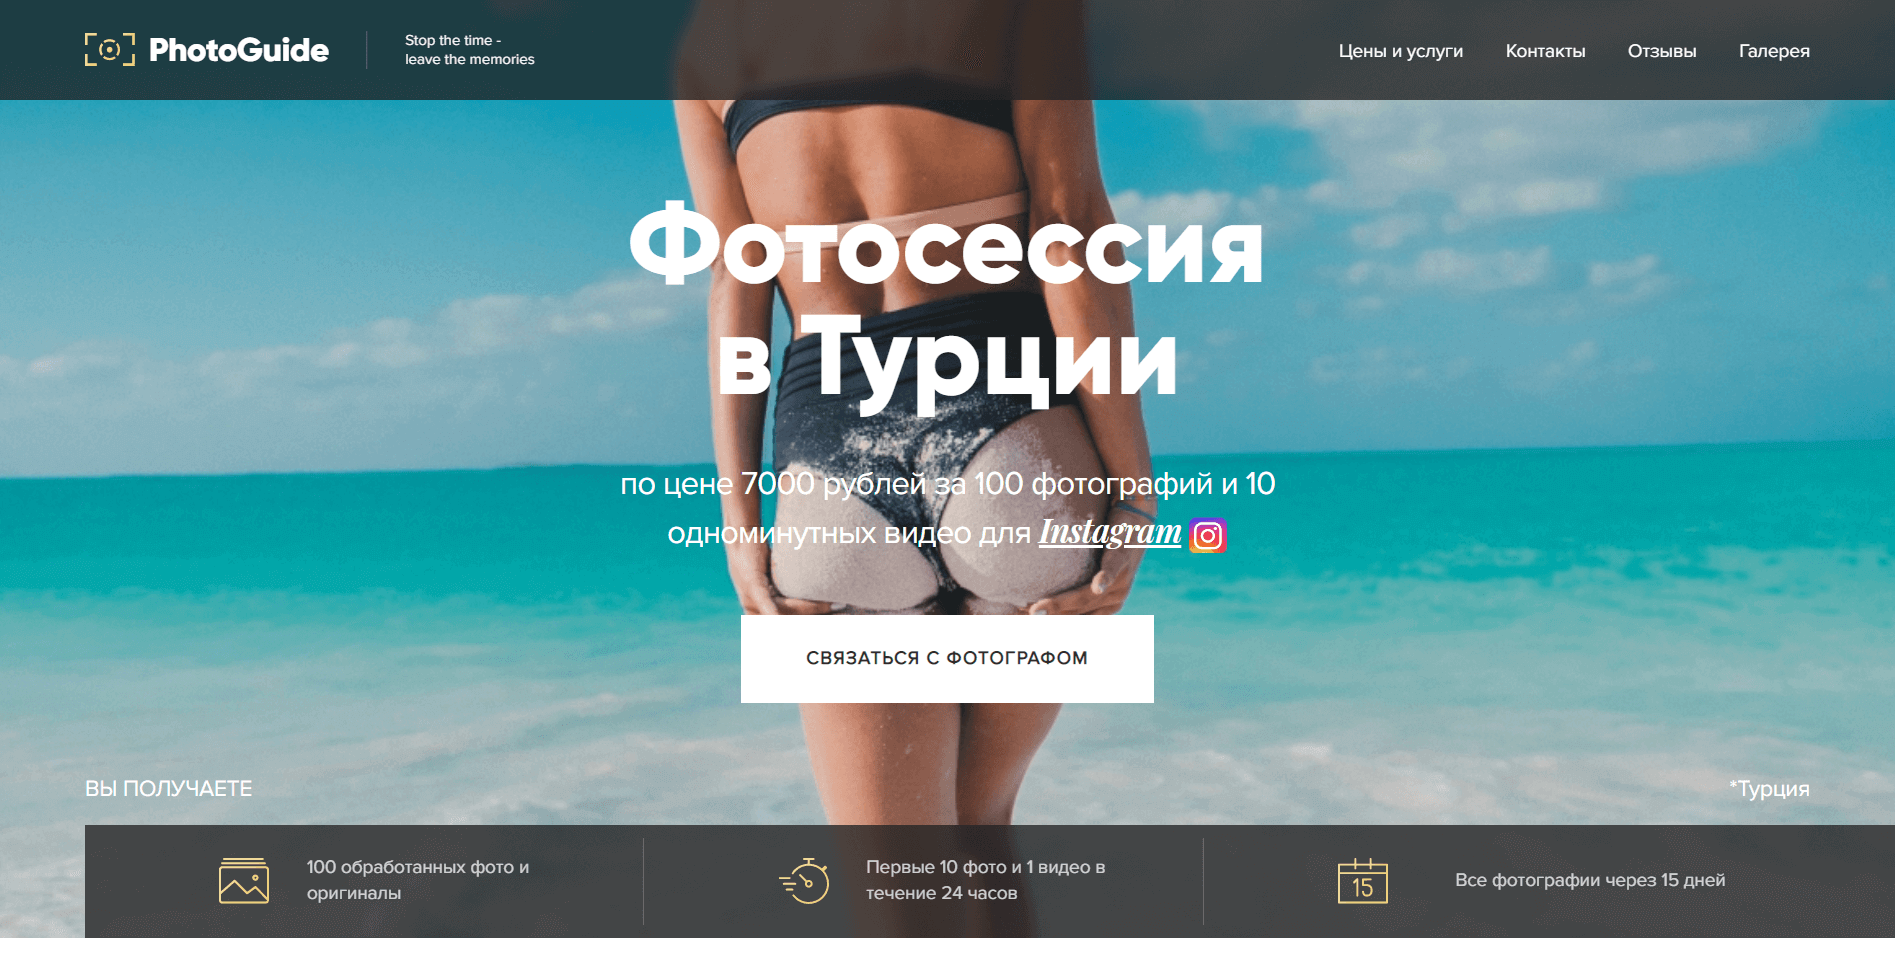 PhotoGuide
Stop the time -
leave the memories
Цены и услуги
Контакты
Отзывы
Галерея
Фотосессия
в Турции
по цене 7000 рублей за 100 фотографий и 10
одноминутных видео для Instagram
СВЯЗАТЬСЯ С ФОТОГРАФОМ
ВЫ ПОЛУЧАЕТЕ
*Турция
100 обработанных фото и
оригиналы
Первые 10 фото и 1 видео в
течение 24 часов
15
Все фотографии через 15 дней